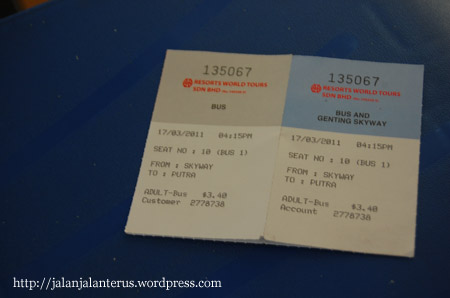 135067
RESORTS WORLD TOURS
SDN BHD
BUS
17/03/2011 04:15PM
SEAT NO : 10 (BUS 1)
FROM : SKYWAY
TO : PUTRA
ADULT-Bus $3.40
Customer 2778738
135067
RESORTS WORLD TOURS
SDN BHD
BUS AND
GENTING SKYWAY
17/03/2011 04:15PM
SEAT NO : 10 (BUS 1)
FROM : SKYWAY
TO : PUTRA
ADULT-Bus $3.40
Account 2778738
http://jalanjalanterus.wordpress.com